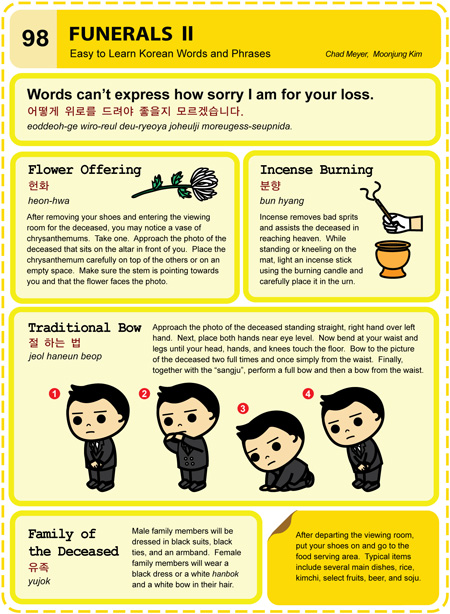 98
FUNERALS II
Easy to Learn Korean Words and Phrases
Chad Meyer, Moonjung Kim
Words can't express how sorry I am for your loss.
어떻게 위로를 드려야 좋을지 모르겠습니다.
eoddeoh-ge wiro-reul deu-ryeoya joheulji moreugess-seupnida.
Flower Offering
헌화
heon-hwa
After removing your shoes and entering the viewing
room for the deceased, you may notice a vase of
chrysanthemums. Take one. Approach the photo of the
deceased that sits on the altar in front of you. Place the
chrysanthemum carefully on top of the others or on an
empty space. Make sure the stem is pointing towards
you and that the flower faces the photo.
Incense Burning
분향
bun hyang
Incense removes bad sprits
and assists the deceased in
reaching heaven. While
standing or kneeling on the
mat, light an incense stick
using the burning candle and
carefully place it in the urn.
Traditional Bow
절 하는 법
jeol haneun beop
Approach the photo of the deceased standing straight, right hand over left
hand. Next, place both hands near eye level. Now bend at your waist and
legs until your head, hands, and knees touch the floor. Bow to the picture
of the deceased two full times and once simply from the waist. Finally,
together with the "sangju", perform a full bow and then a bow from the waist.
1
2
3
4
Family of
the Deceased
유족
yujok
Male family members will be
dressed in black suits, black
ties, and an armband. Female
family members will wear a
black dress or a white hanbok
and a white bow in their hair.
After departing the viewing room,
put your shoes on and go to the
food serving area. Typical items
include several main dishes, rice,
kimchi, select fruits, beer, and soju.